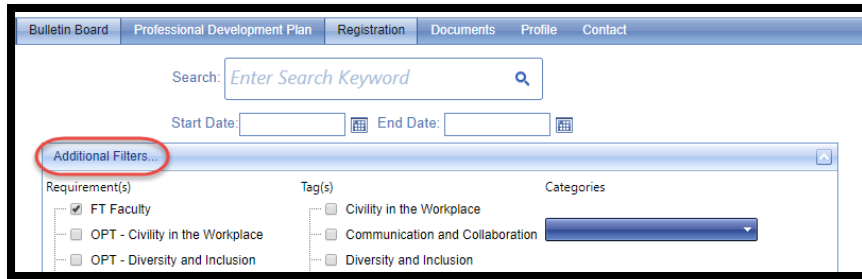 Bulletin Board Professional Development Plan Registration Documents Profile Contact
Search: Enter Search Keyword
Start Date: End Date:
Additional Filters...
Requirement(s) Tag(s) Categories
FT Faculty Civility in the Workplace
OPT - Civility in the Workplace Communication and Collaboration
OPT - Diversity and Inclusion Diversity and Inclusion